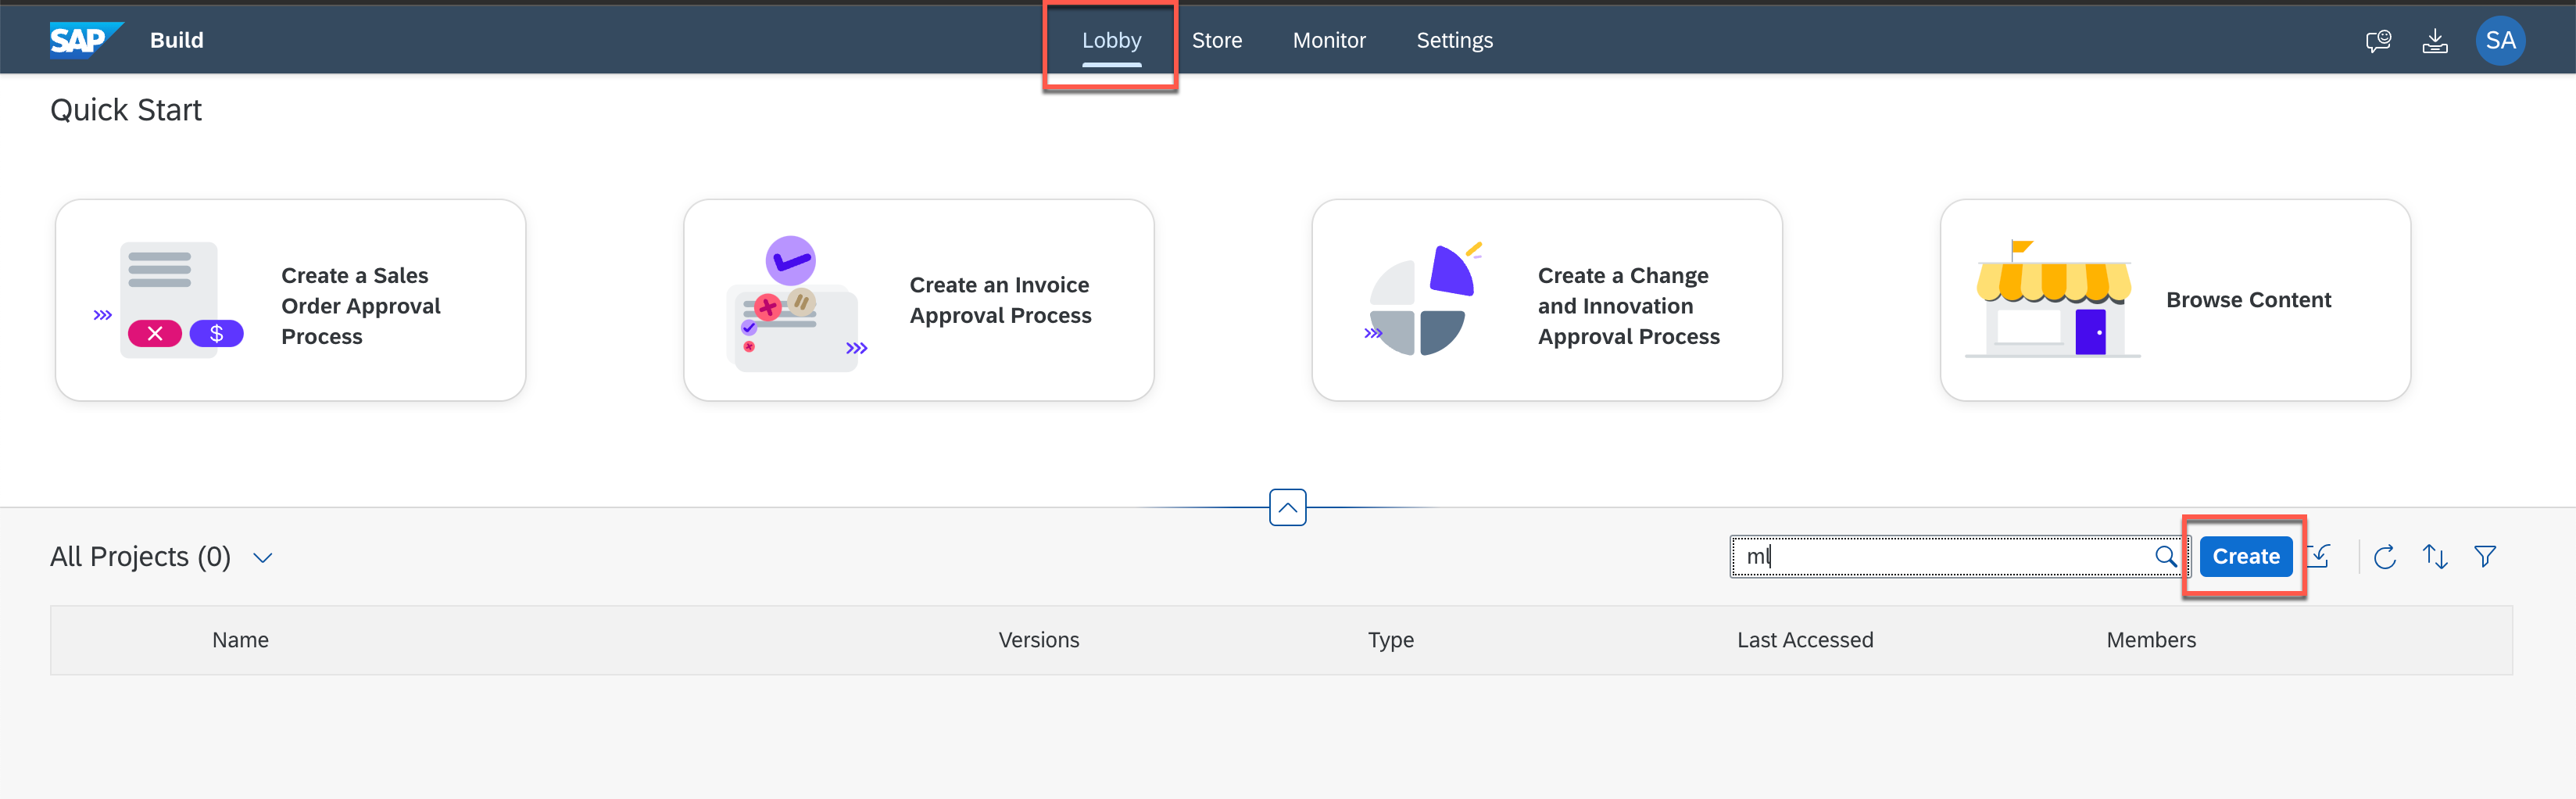 SAP Build Lobby Store Monitor Settings SA
Quick Start
Create a Sales
Order Approval
Process
$
Create an Invoice
Approval Process
Create a Change
and Innovation
Approval Process
Browse Content
All Projects (0) ml Create
Name Versions Type Last Accessed Members